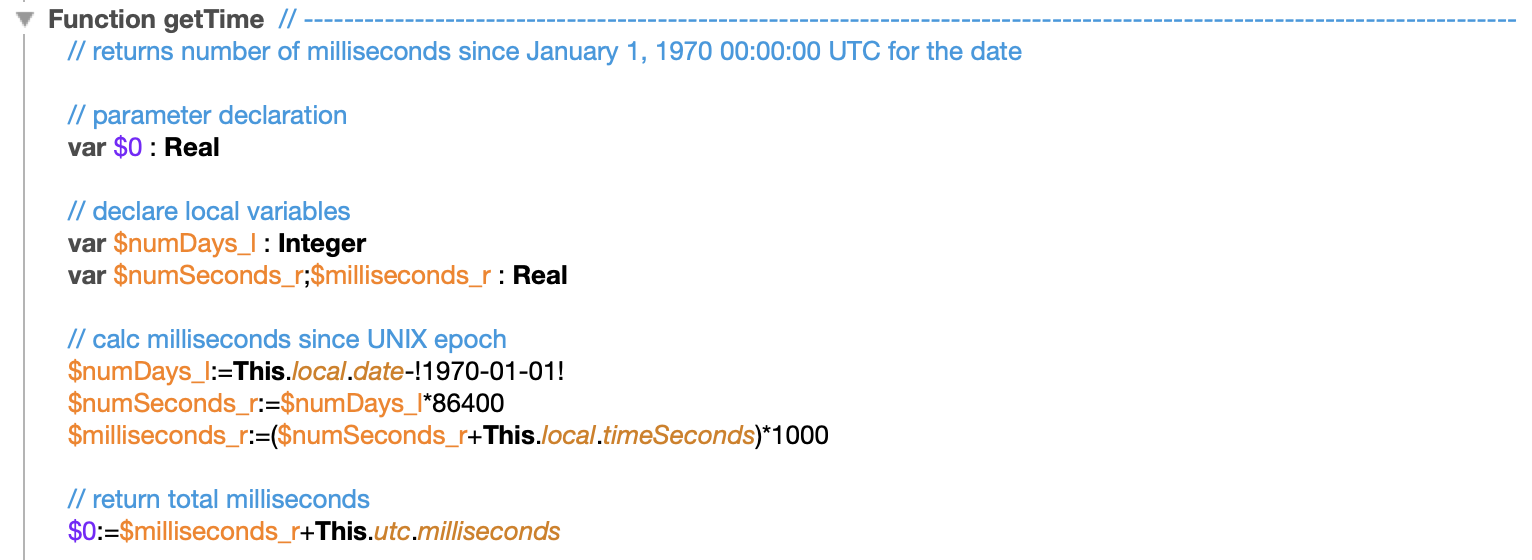 Function getTime // ------------------------------------------------------------------------------------------------------------------------
// returns number of milliseconds since January 1, 1970 00:00:00 UTC for the date
// parameter declaration
var $0 : Real
// declare local variables
var $numDays_l : Integer
var $numSeconds_r;$milliseconds_r : Real
// calc milliseconds since UNIX epoch
$numDays_l:=This.local.date-!1970-01-01!
$numSeconds_r:=$numDays_l*86400
$milliseconds_r:=($numSeconds_r+This.local.timeSeconds)*1000
// return total milliseconds
$0:=$milliseconds_r+This.utc.milliseconds